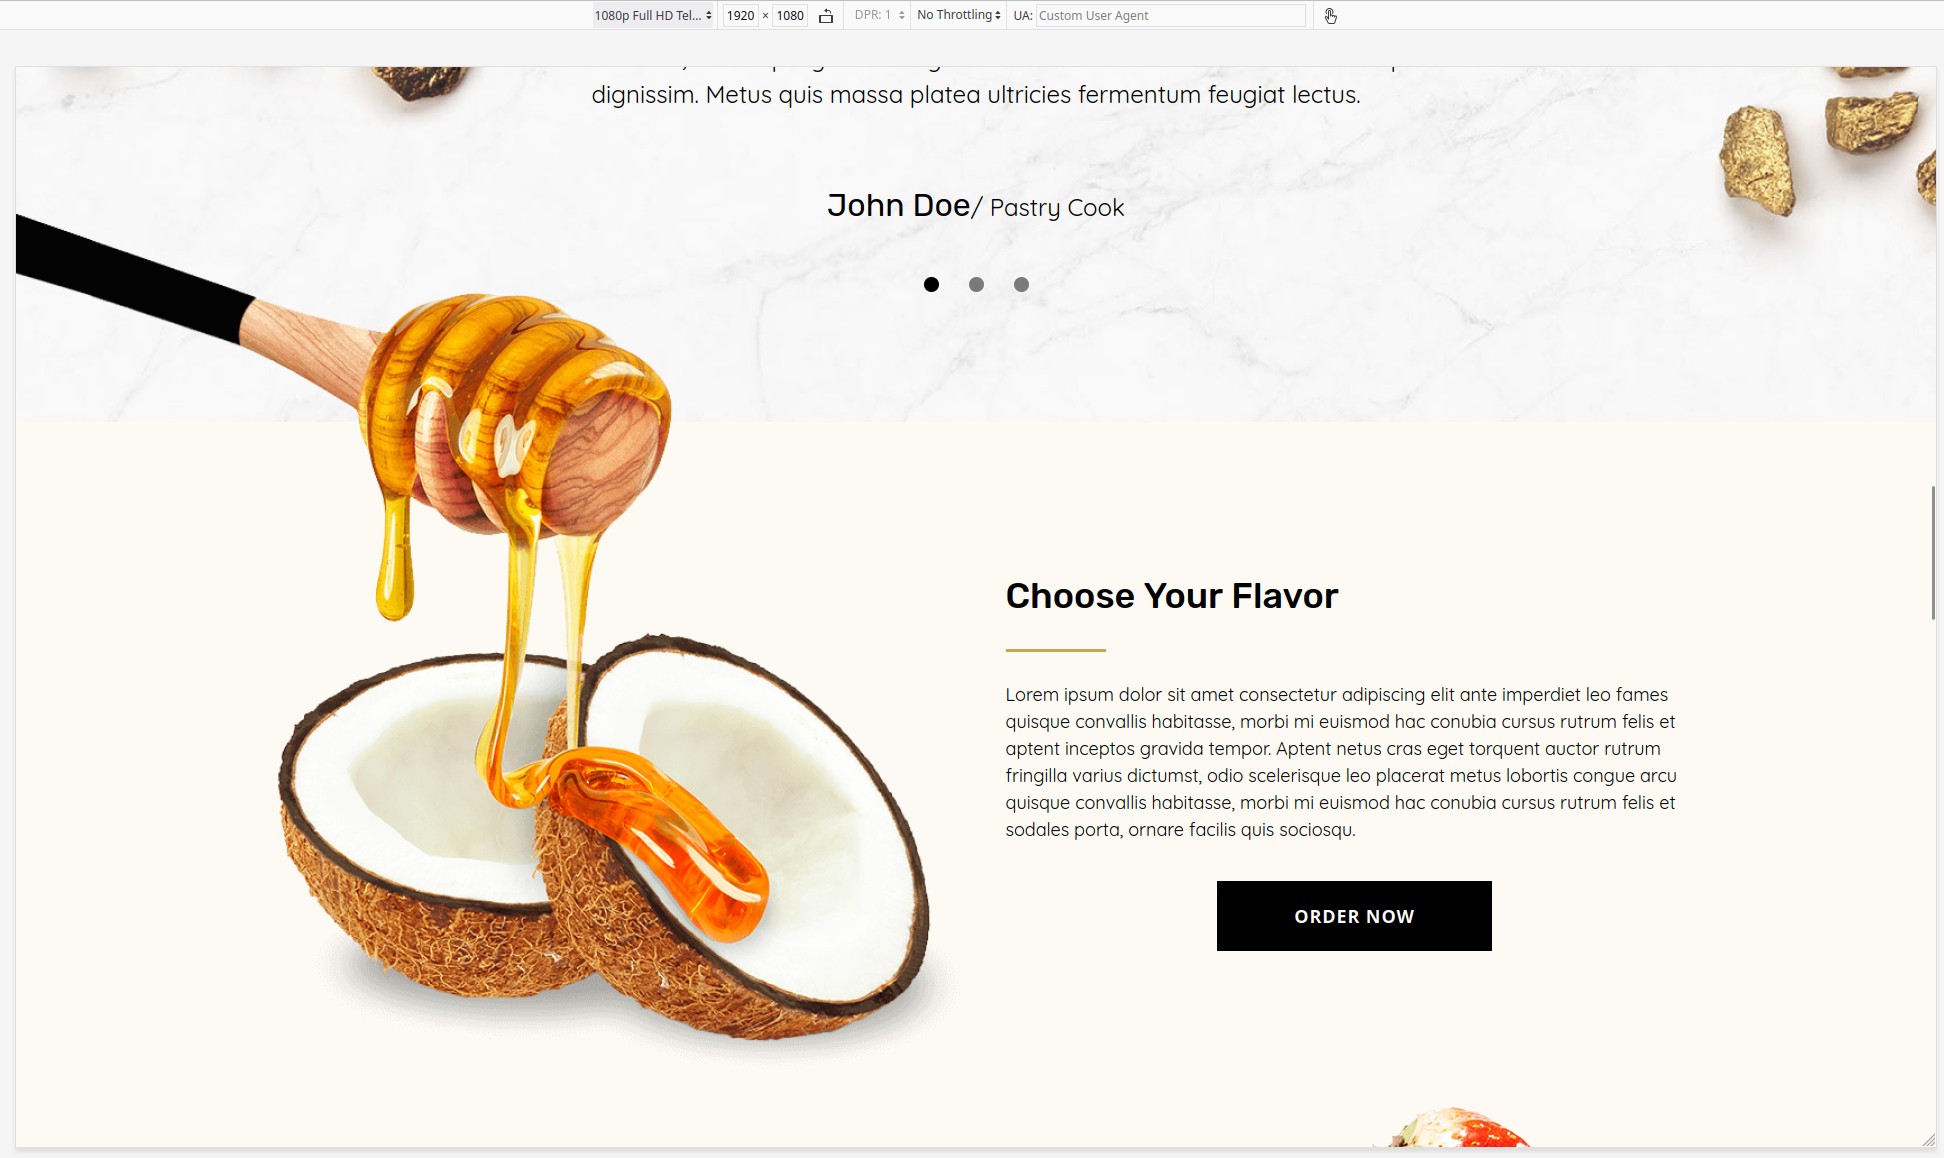 1080p Full HD Tel... 1920 × 1080 DPR: 1 No Throttling UA: Custom User Agent
dignissim. Metus quis massa platea ultricies fermentum feugiat lectus.
John Doe/ Pastry Cook
Choose Your Flavor
Lorem ipsum dolor sit amet consectetur adipiscing elit ante imperdiet leo fames
quisque convallis habitasse, morbi mi euismod hac conubia cursus rutrum felis et
aptent inceptos gravida tempor. Aptent netus cras eget torquent auctor rutrum
fringilla varius dictumst, odio scelerisque leo placerat metus lobortis congue arcu
quisque convallis habitasse, morbi mi euismod hac conubia cursus rutrum felis et
sodales porta, ornare facilis quis sociosqu.
ORDER NOW